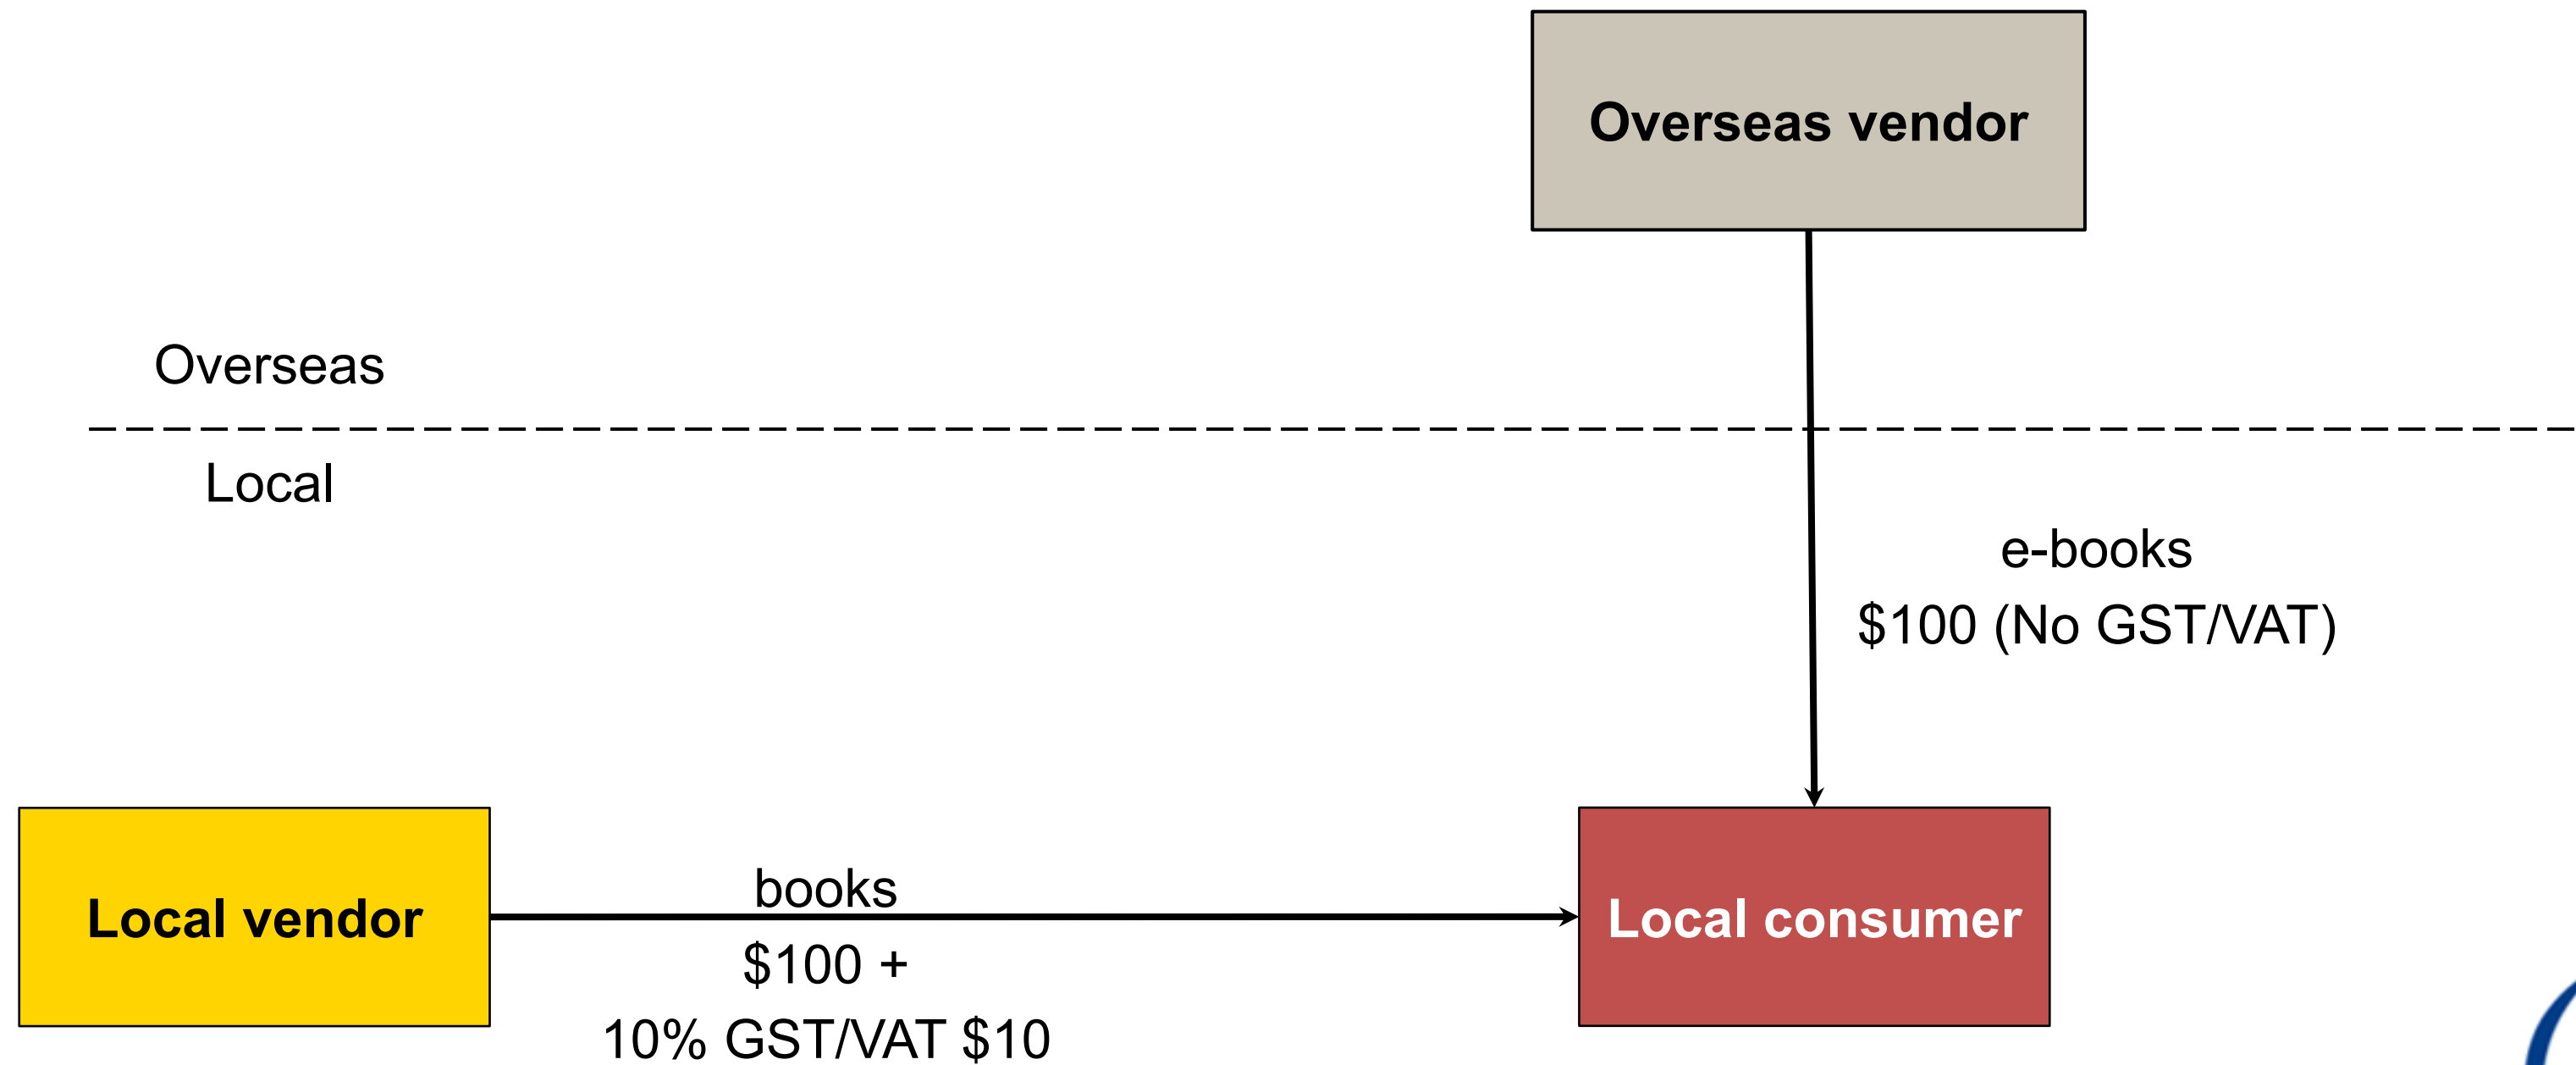 Overseas vendor
Overseas
Local
e-books
$100 (No GST/VAT)
Local vendor
books
$100 +
10% GST/VAT $10
Local consumer